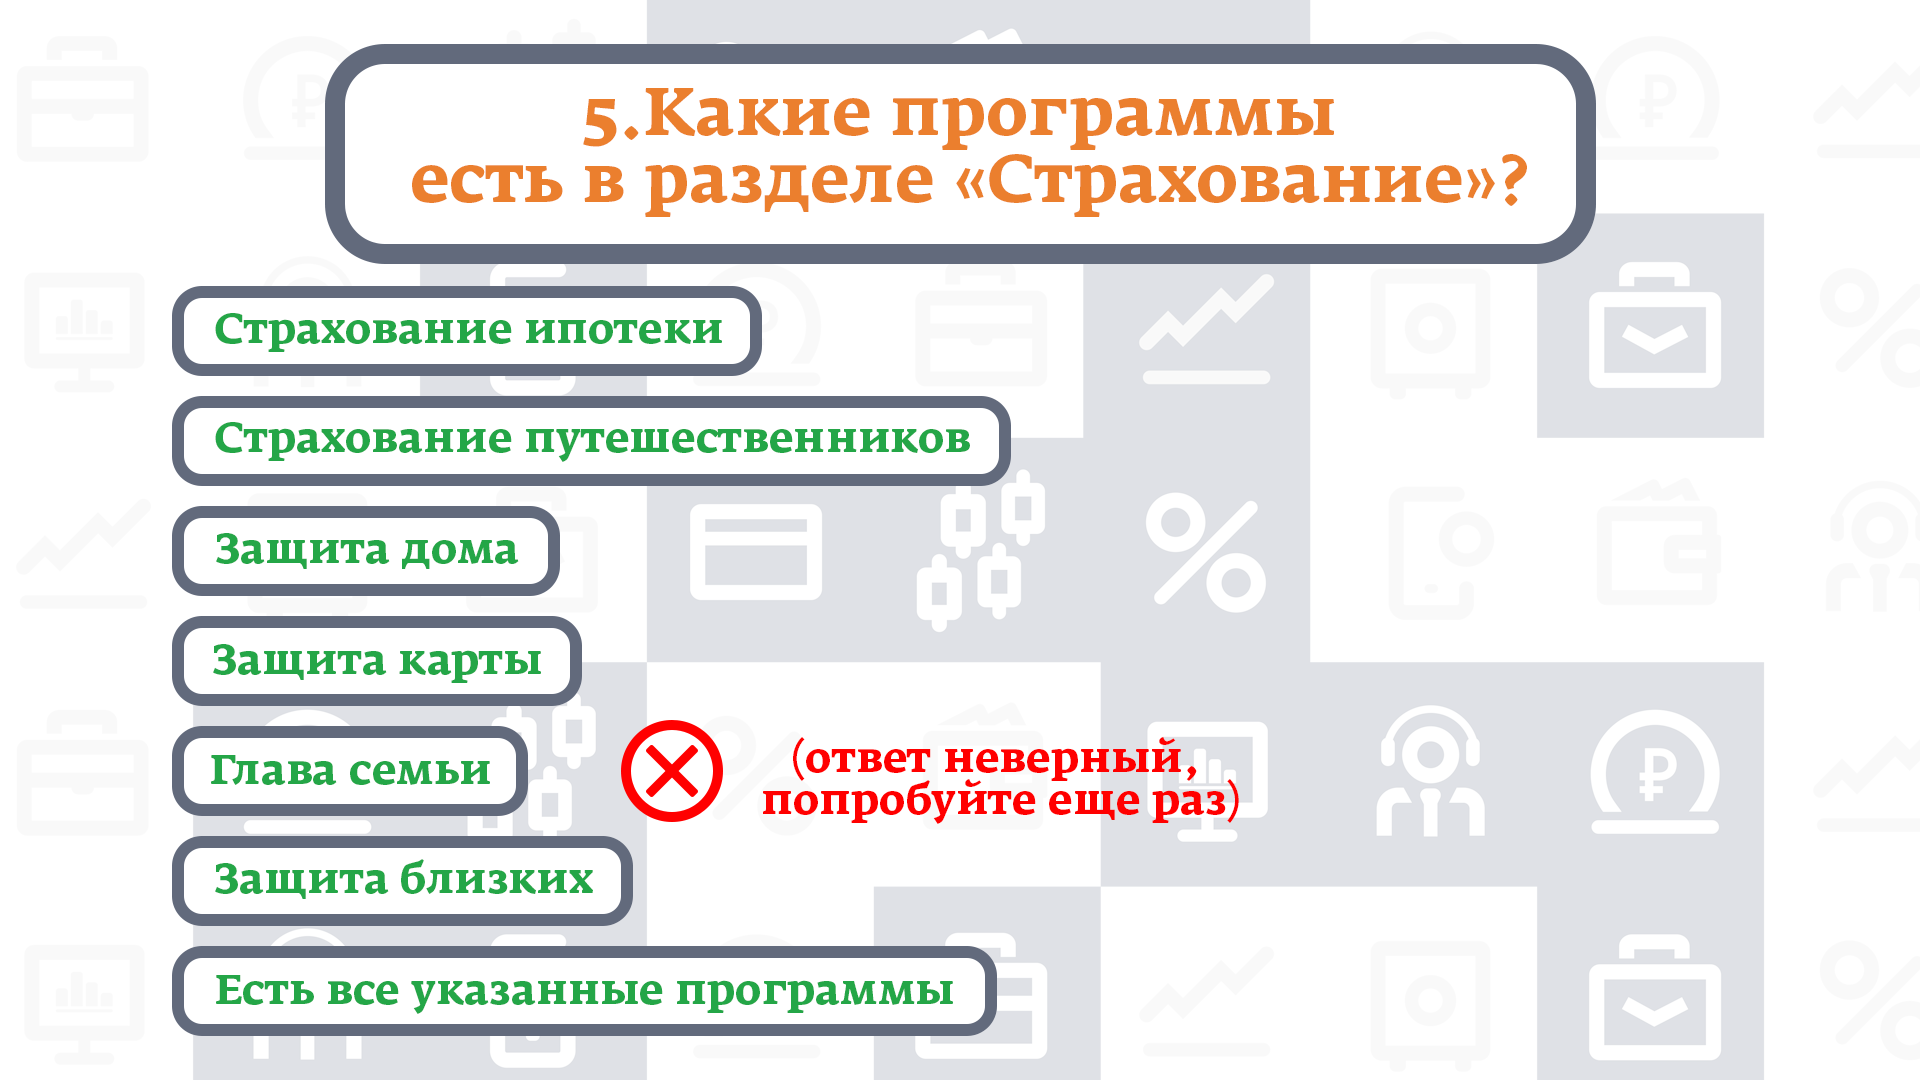 5.Какие программы
есть в разделе «Страхование»?
Страхование ипотеки
Страхование путешественников
Защита дома
Защита карты
Глава семьи
(ответ неверный,
попробуйте еще раз)
Защита близких
Есть все указанные программы